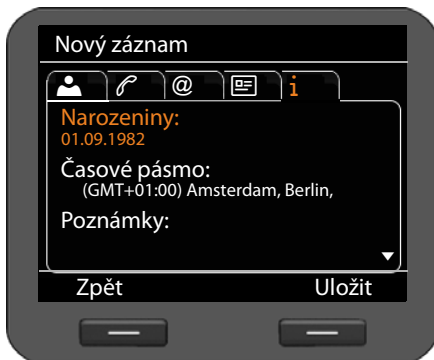 Nový záznam
@ i
Narozeniny:
01.09.1982
Časové pásmo:
(GMT+01:00) Amsterdam, Berlin,
Poznámky:
Zpět Uložit